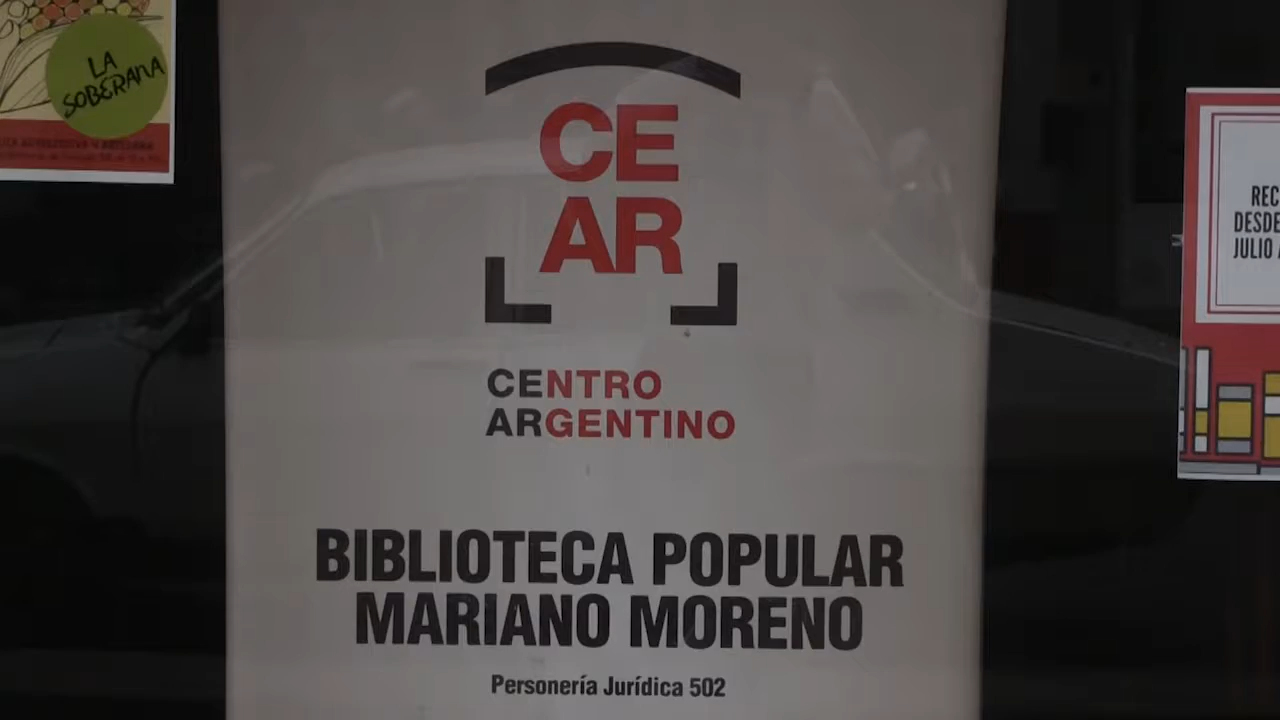 LA
SOBERANA
CE
AR
CENTRO
ARGENTINO
BIBLIOTECA POPULAR
MARIANO MORENO
Personería Jurídica 502
REC
DESDE
JULIO